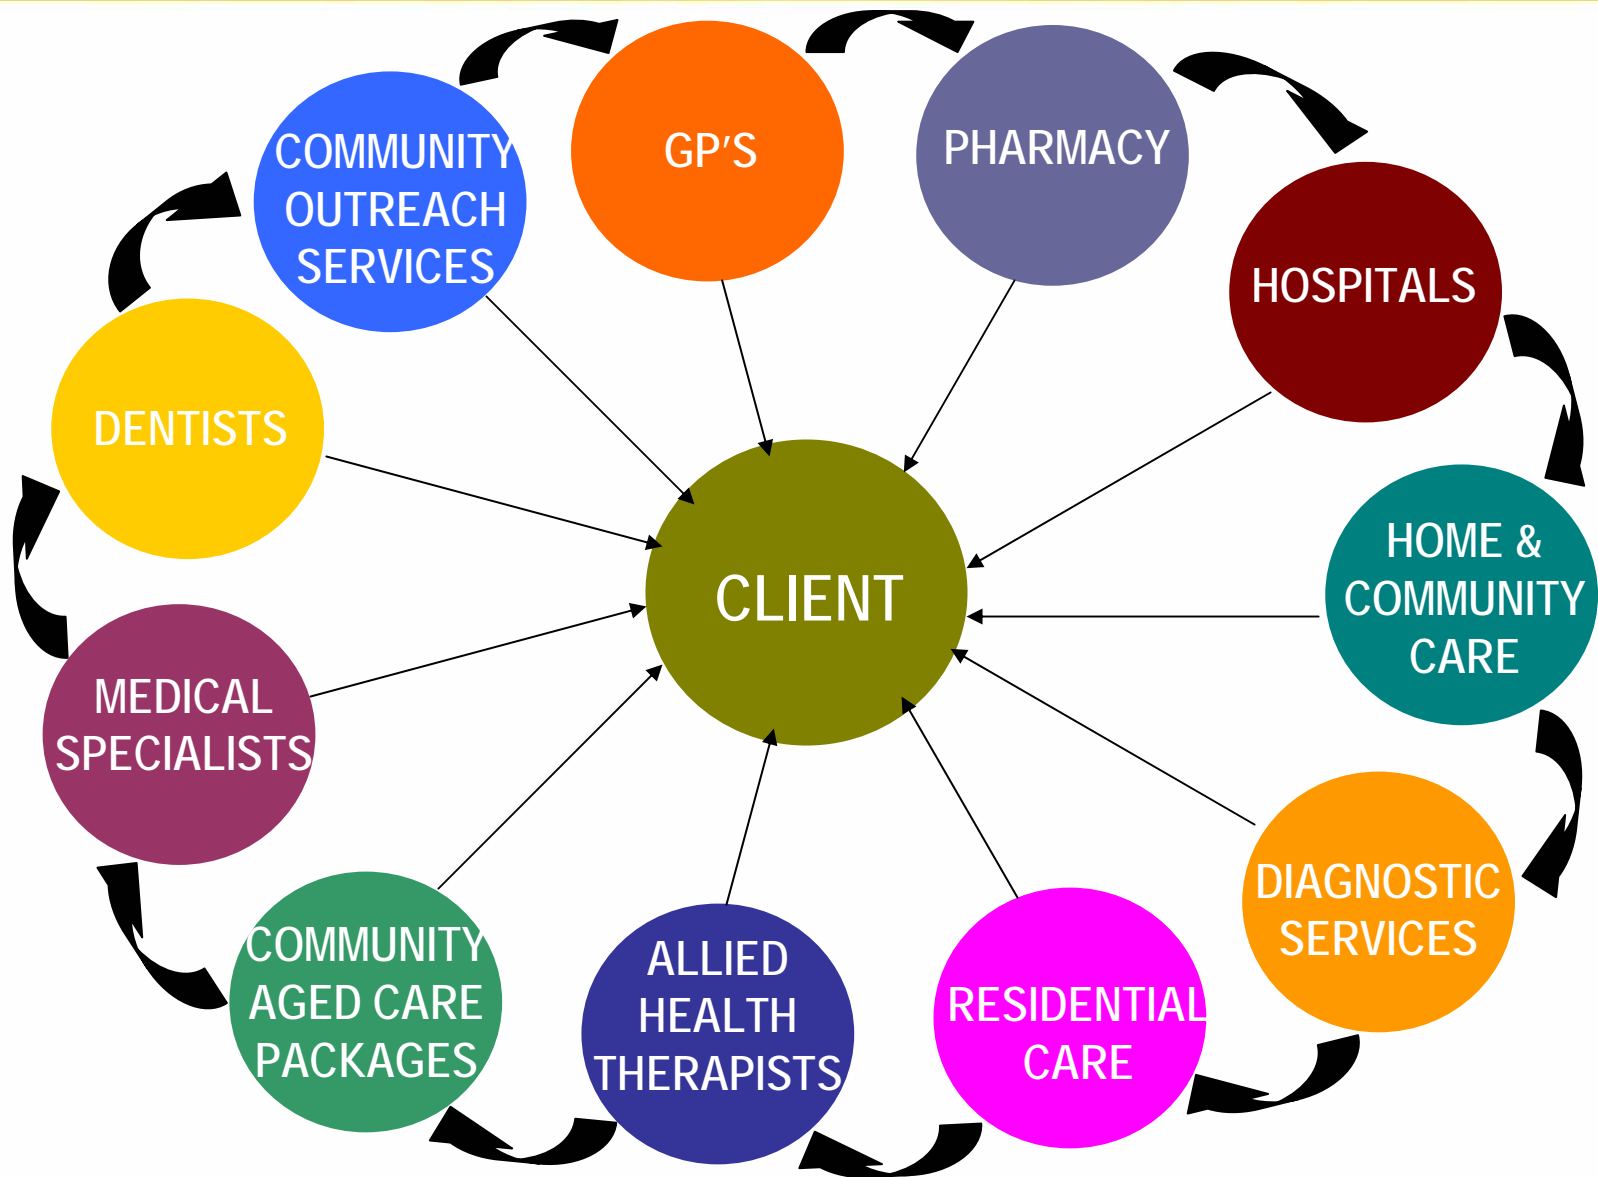 COMMUNITY
OUTREACH
SERVICES
GP'S
PHARMACY
HOSPITALS
HOME &
COMMUNITY
CARE
DIAGNOSTIC
SERVICES
RESIDENTIAL
CARE
ALLIED
HEALTH
THERAPISTS
COMMUNITY
AGED CARE
PACKAGES
MEDICAL
SPECIALISTS
DENTISTS
CLIENT